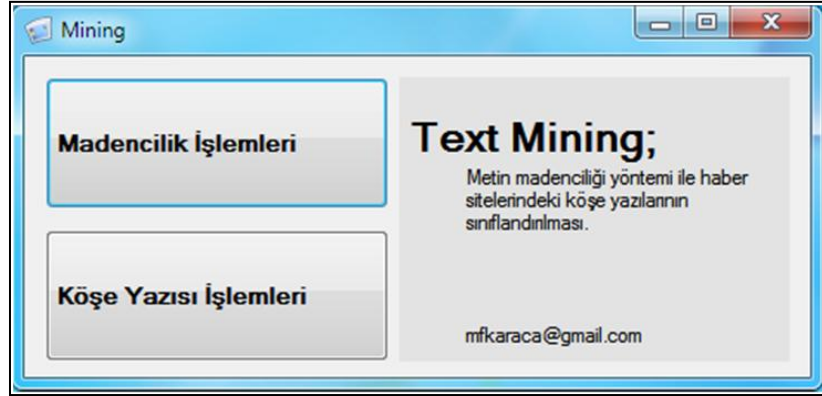 Mining
Madencilik İşlemleri
Köşe Yazısı İşlemleri
Text Mining;
Metin madenciliği yöntemi ile haber
sitelerindeki köşe yazılarının
sınıflandırılması.
mfkaraca@gmail.com